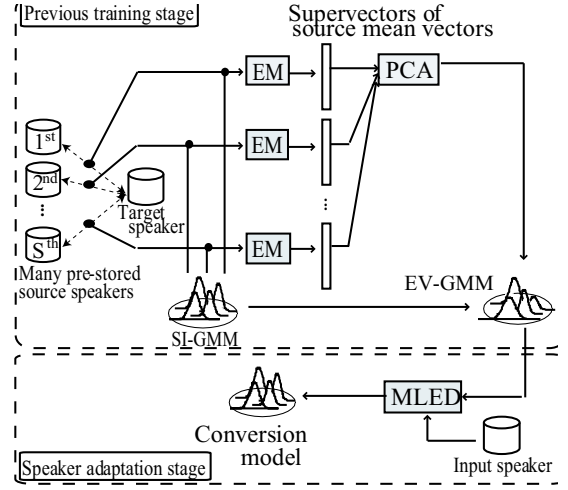 Previous training stage
Supervectors of
source mean vectors
EM
PCA
1st
EM
2nd
...
Target
speaker
...
Sth
EM
Many pre-stored
source speakers
EV-GMM
SI-GMM
MLED
Conversion
model
Speaker adaptation stage
Input speaker